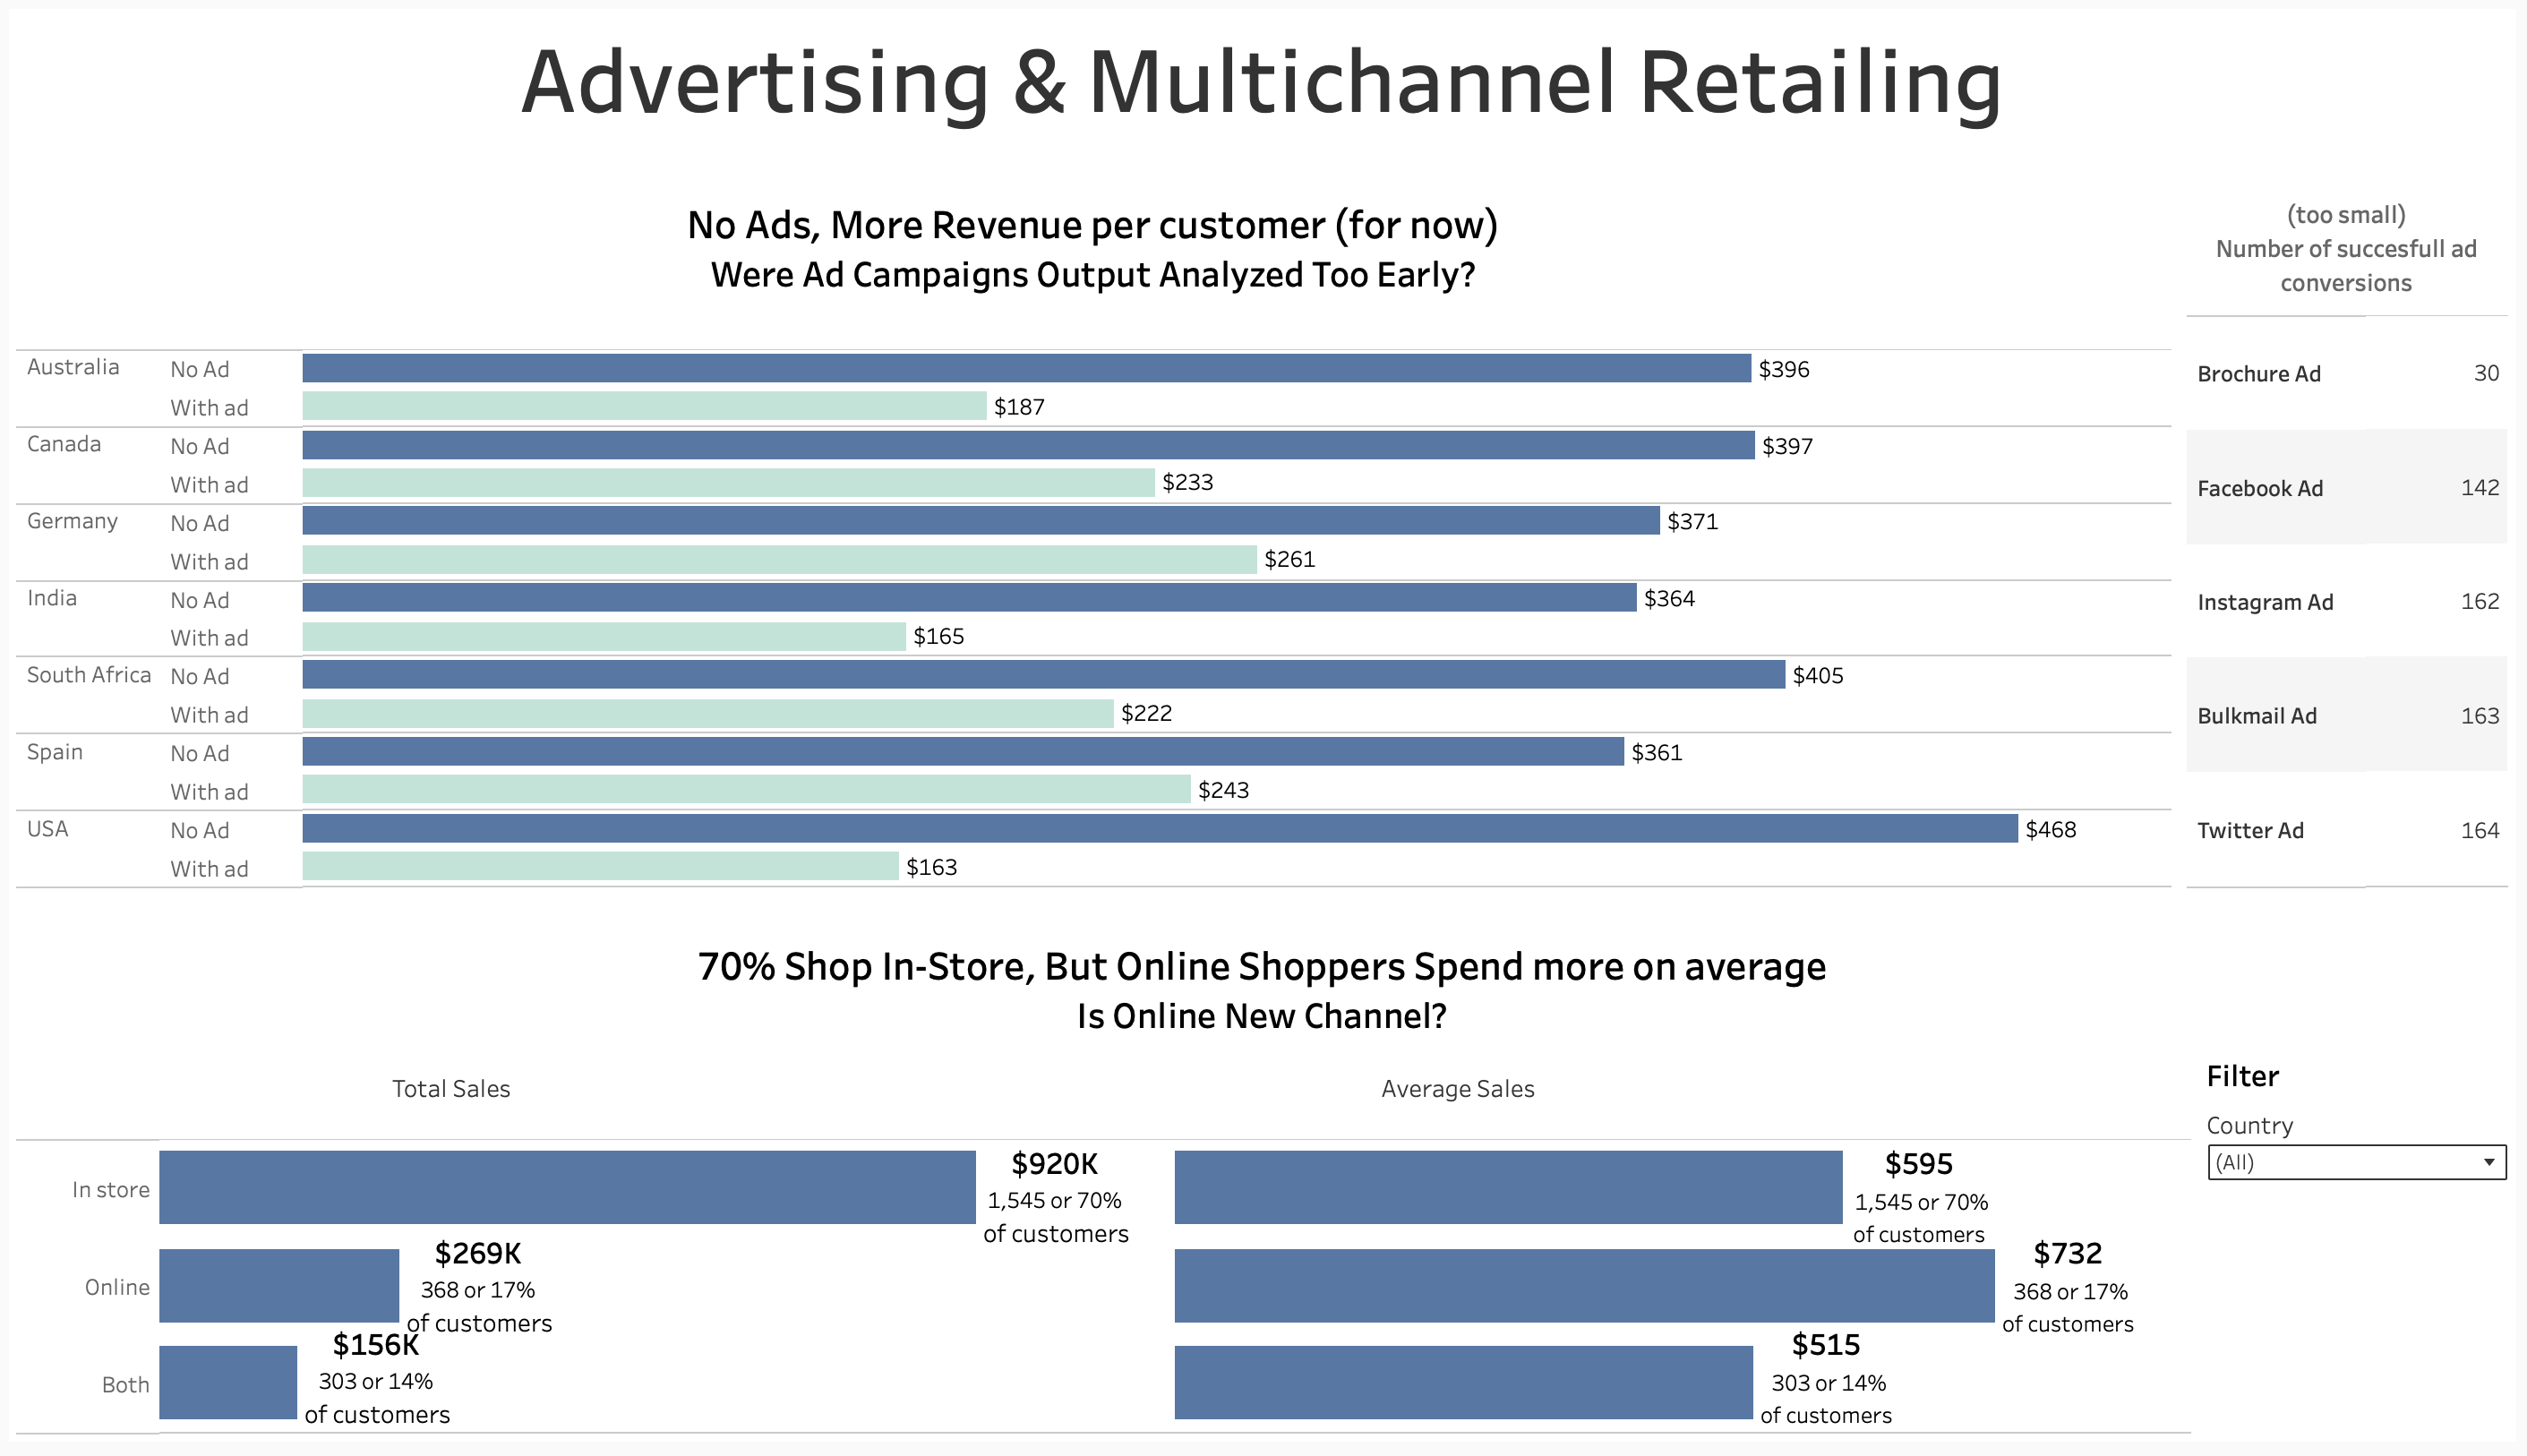 Advertising & Multichannel Retailing
No Ads, More Revenue per customer (for now)
Were Ad Campaigns Output Analyzed Too Early?
Australia No Ad $396
With ad $187
Canada No Ad $397
With ad $233
Germany No Ad $371
With ad $261
India No Ad $364
With ad $165
South Africa No Ad $405
With ad $222
Spain No Ad $361
With ad $243
USA No Ad $468
With ad $163
(too small)
Number of succesfull ad
conversions
Brochure Ad 30
Facebook Ad 142
Instagram Ad 162
Bulkmail Ad 163
Twitter Ad 164
70% Shop In-Store, But Online Shoppers Spend more on average
Is Online New Channel?
Total Sales
In store
$920K
1,545 or 70%
of customers
Online
$269K
368 or 17%
of customers
Both
$156K
303 or 14%
of customers
Average Sales
$595
1,545 or 70%
of customers
$732
368 or 17%
of customers
$515
303 or 14%
of customers
Filter
Country
(All)